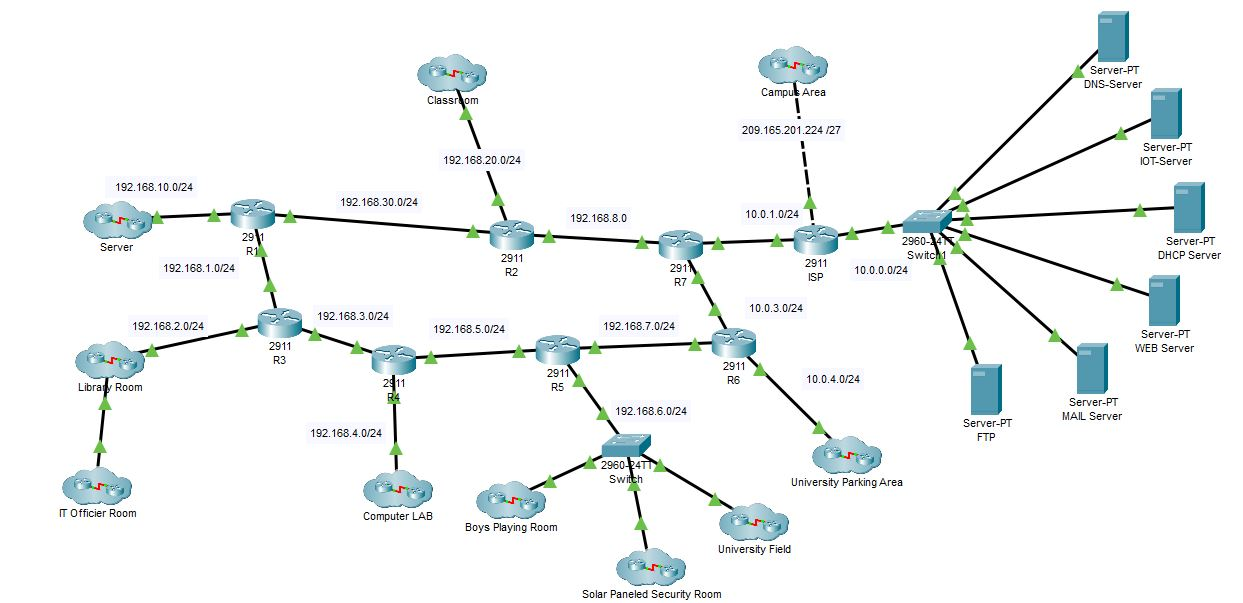 Server-PT
DNS-Server
Classroom
Campus Area
209.165.201.224 /27
Server-PT
IOT-Server
192.168.20.0/24
192.168.10.0/24
192.168.30.0/24
192.168.8.0
10.0.1.0/24
Server
2911
R1
2911
R2
2911
R7
2911
ISP
2960-24TT
Switch1
Server-PT
DHCP Server
192.168.1.0/24
10.0.0.0/24
192.168.2.0/24
192.168.3.0/24
192.168.5.0/24
192.168.7.0/24
10.0.3.0/24
Server-PT
WEB Server
2911
R3
Library Room
2911
R4
2911
R5
2911
R6
10.0.4.0/24
Server-PT
MAIL Server
192.168.4.0/24
192.168.6.0/24
Server-PT
FTP
2960-24TT
Switch
University Parking Area
IT Officier Room
Computer LAB
Boys Playing Room
University Field
Solar Paneled Security Room